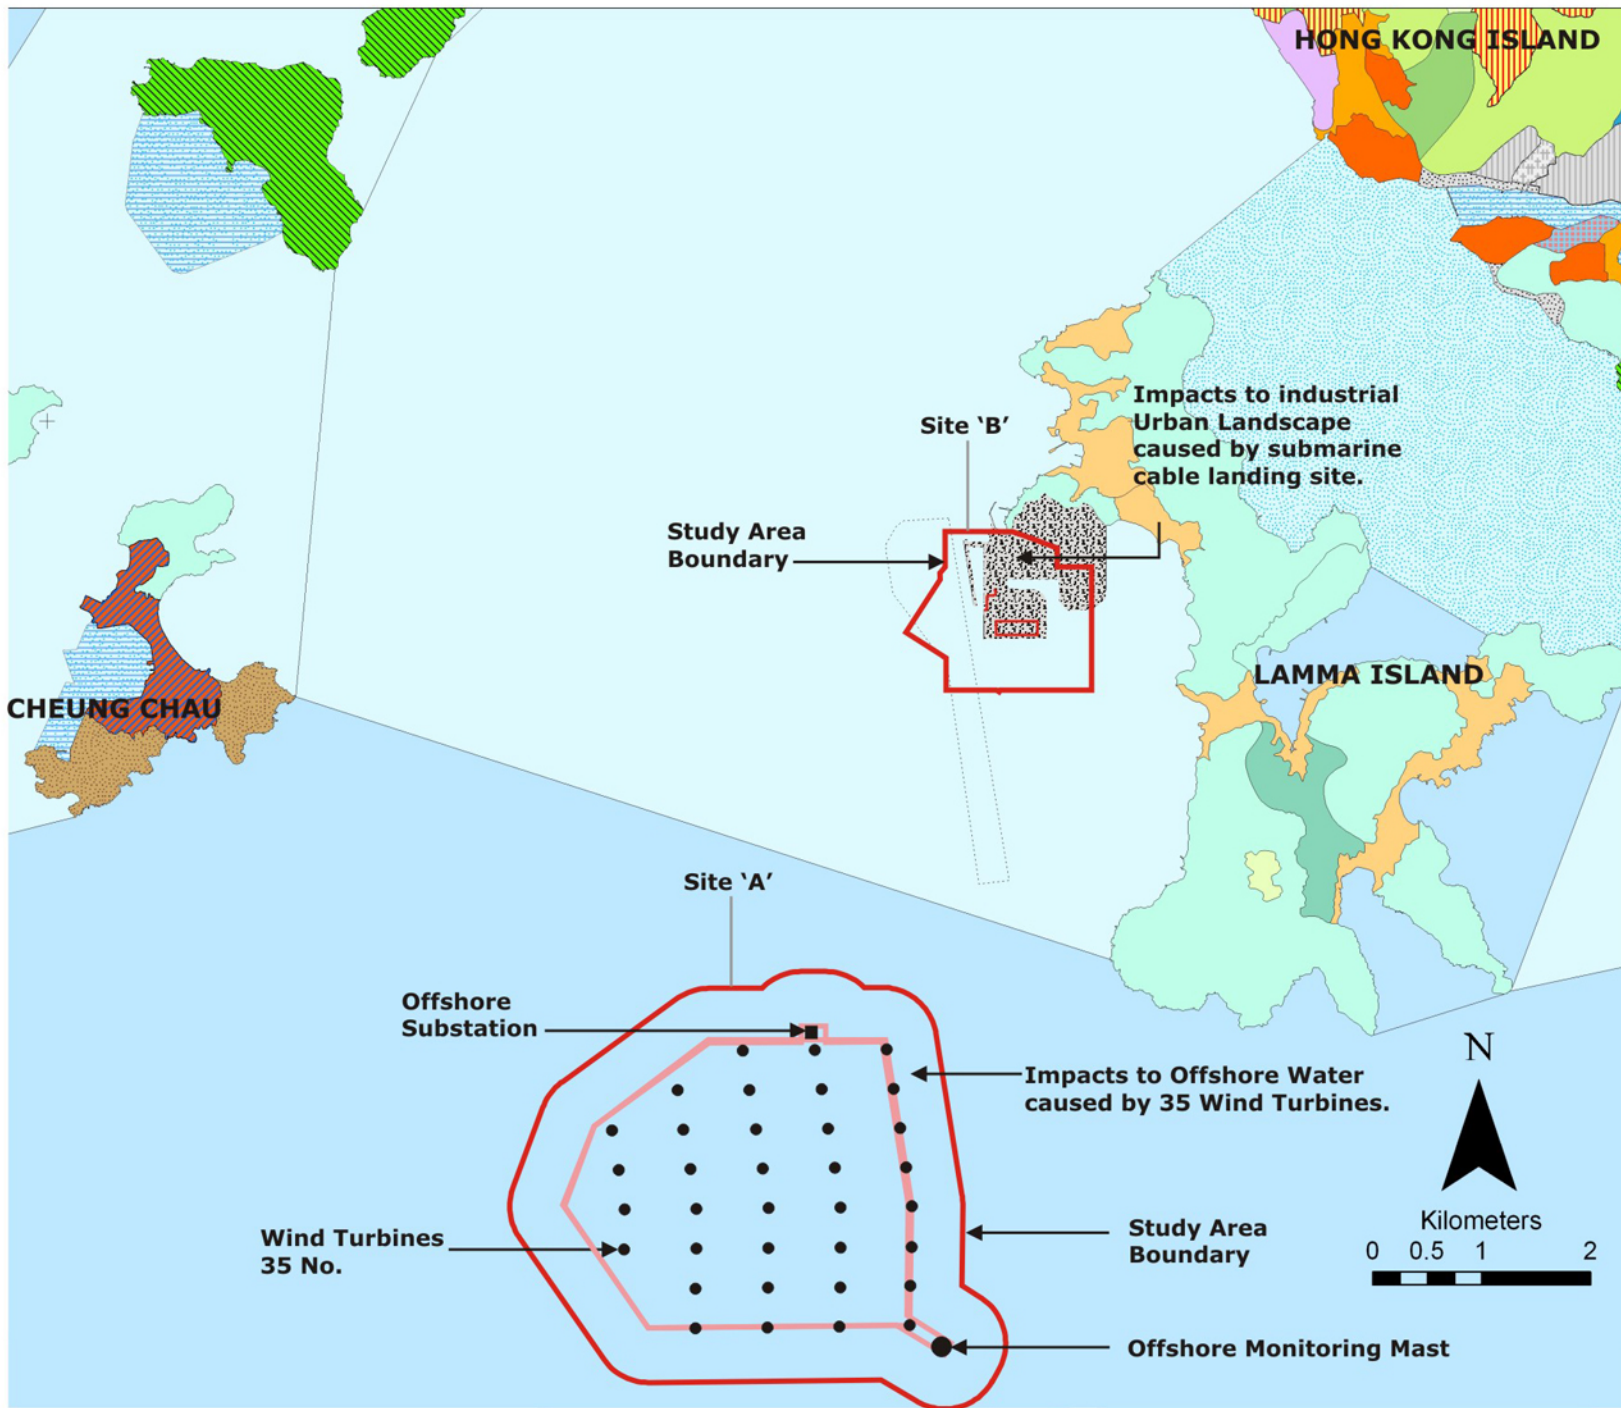 HONG KONG ISLAND
Impacts to industrial
Urban Landscape
caused by submarine
cable landing site.
Site ‘B’
Study Area
Boundary
LAMMA ISLAND
CHEUNG CHAU
Site ‘A’
Offshore
Substation
N
Impacts to Offshore Water
caused by 35 Wind Turbines.
Kilometers
0 0.5 1 2
Wind Turbines
35 No.
Study Area
Boundary
Offshore Monitoring Mast